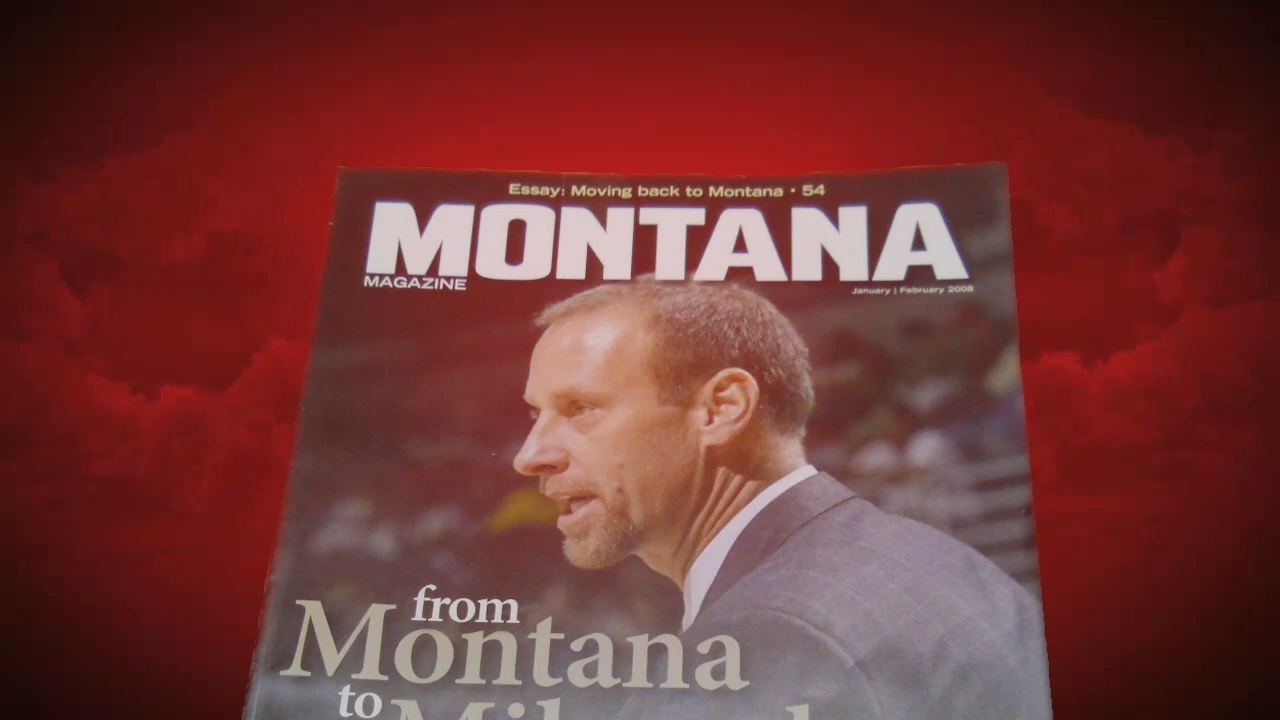 Essay: Moving back to Montana • 54
MONTANA
MAGAZINE
January | February 2008
from
Montana
to